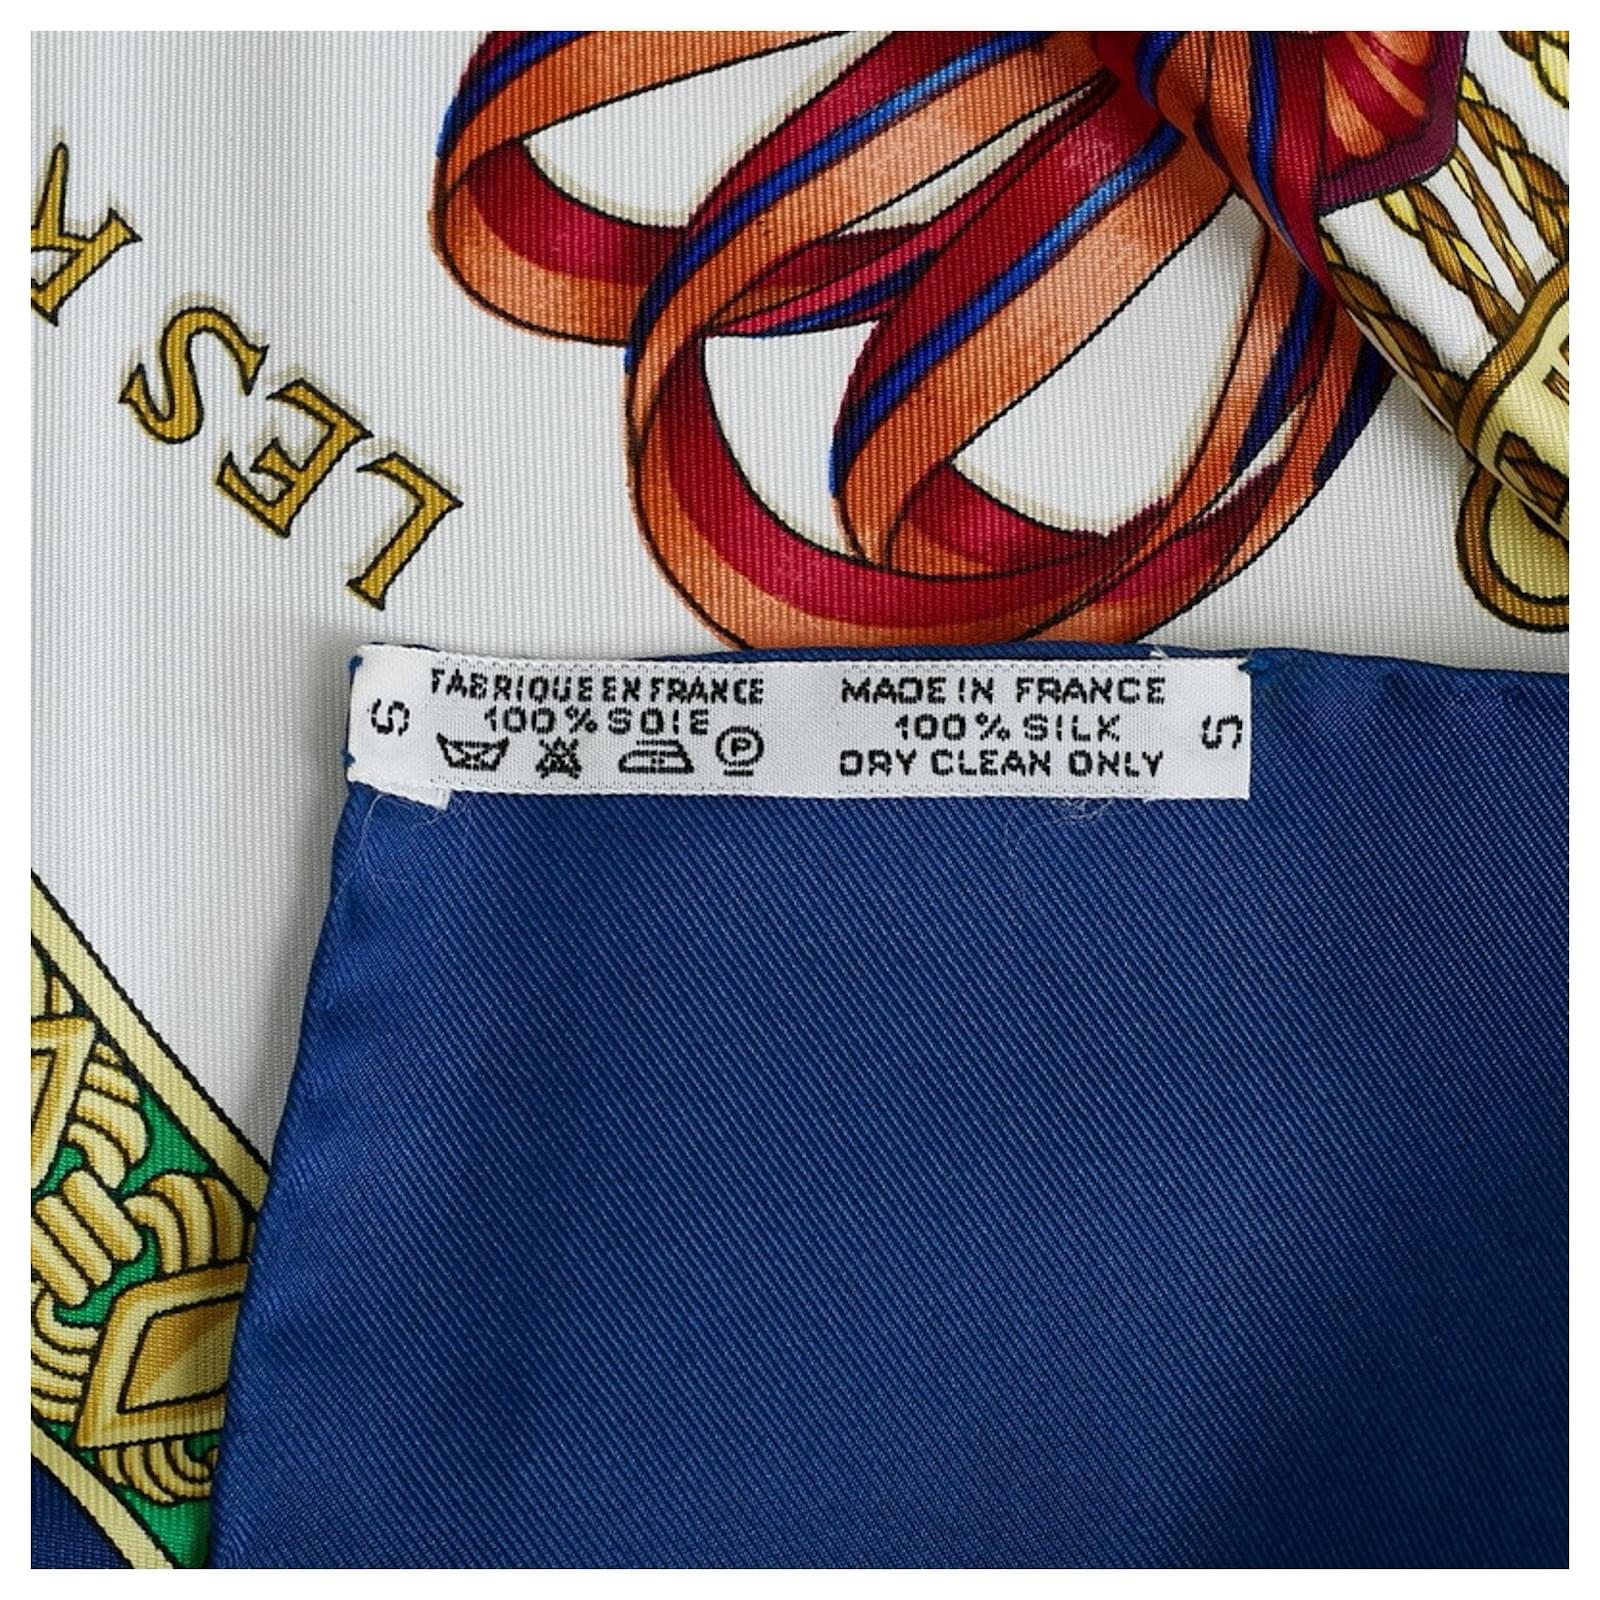 LES R
FABRIQUE EN FRANCE
100% SOIE
P
MADE IN FRANCE
100% SILK
DRY CLEAN ONLY
S
S